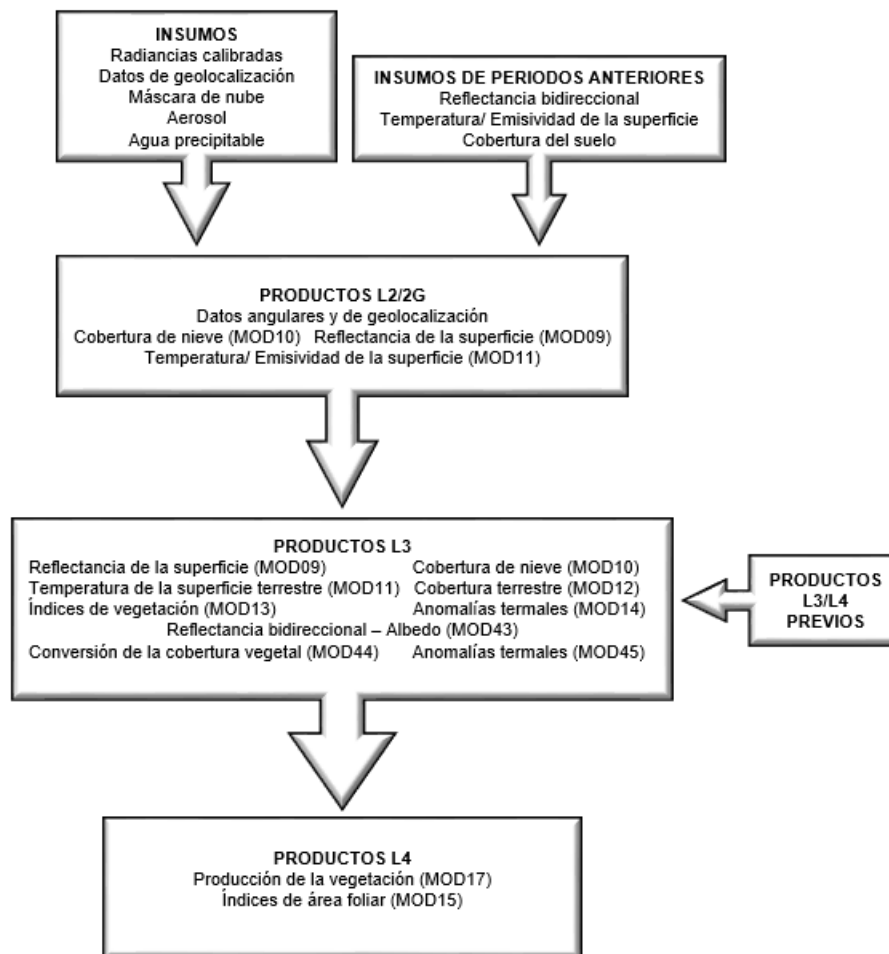 INSUMOS
Radiancias calibradas
Datos de geolocalización
Máscara de nube
Aerosol
Agua precipitable
INSUMOS DE PERIODOS ANTERIORES
Reflectancia bidireccional
Temperatura/ Emisividad de la superficie
Cobertura del suelo
PRODUCTOS L2/2G
Datos angulares y de geolocalización
Cobertura de nieve (MOD10) Reflectancia de la superficie (MOD09)
Temperatura/ Emisividad de la superficie (MOD11)
PRODUCTOS L3
Reflectancia de la superficie (MOD09) Cobertura de nieve (MOD10)
Temperatura de la superficie terrestre (MOD11) Cobertura terrestre (MOD12)
Índices de vegetación (MOD13) Anomalías termales (MOD14)
Reflectancia bidireccional – Albedo (MOD43)
Conversión de la cobertura vegetal (MOD44) Anomalías termales (MOD45)
PRODUCTOS
L3/L4
PREVIOS
PRODUCTOS L4
Producción de la vegetación (MOD17)
Índices de área foliar (MOD15)